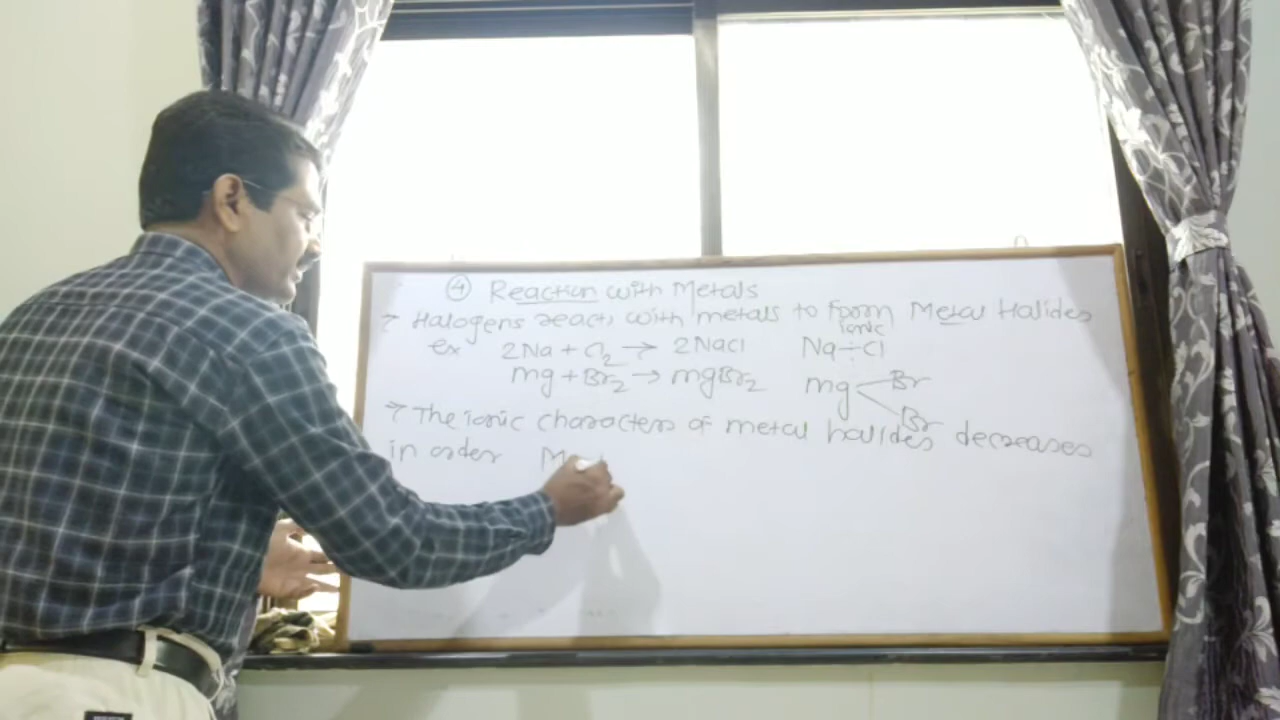 ④ Reaction with Metals
→ Halogens react, with metals to Foorm Metal Halides
ionic
ex 2Na + Cl₂ → 2NaCl Na–Cl
mg + Br₂ → mgBr₂ mg Br
Br
→ The ionic characters of metal halides decreases
in order M